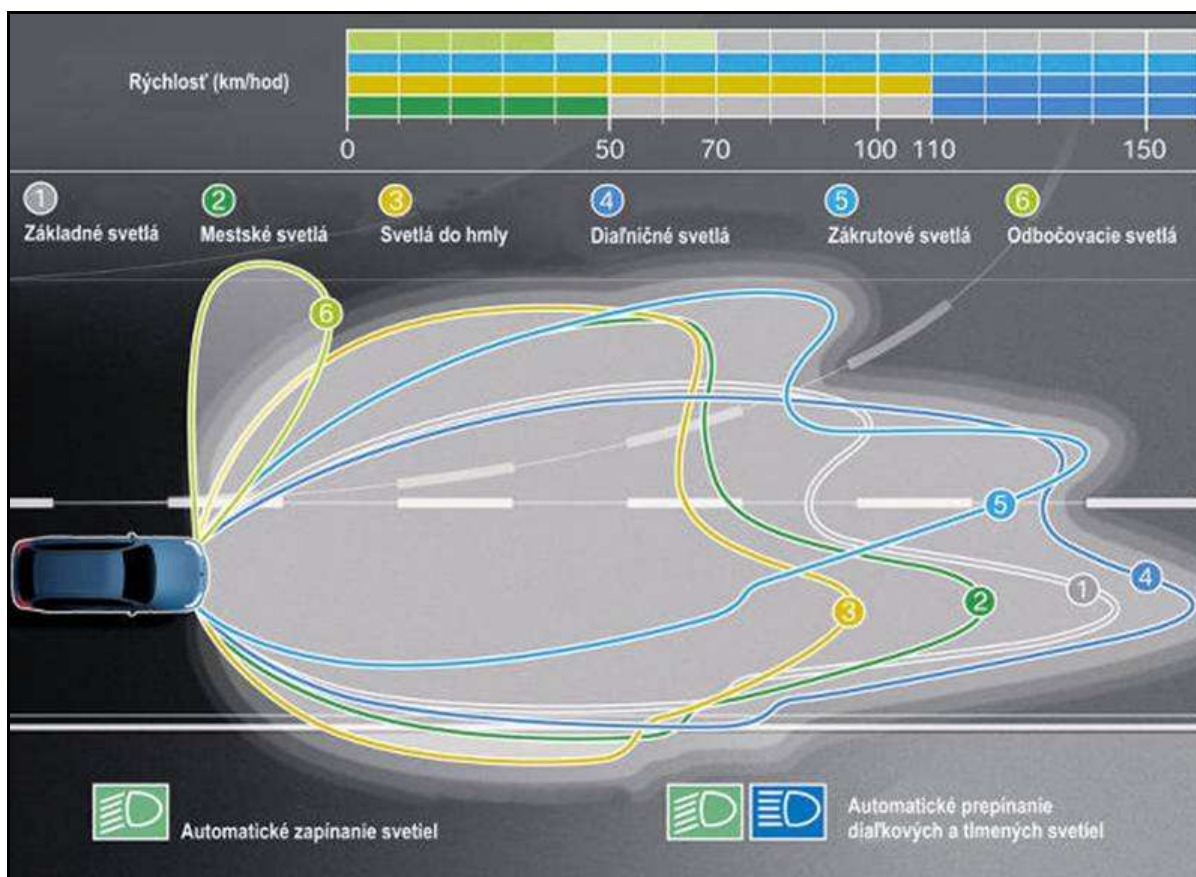 Rýchlosť (km/hod)
0 50 70 100 110 150
1 2 3 4 5 6
Základné svetlá Mestské svetlá Svetlá do hmly Diaľničné svetlá Zákrutové svetlá Odbočovacie svetlá
6
5
4
1
2
3
Automatické zapínanie svetiel
Automatické prepínanie
diaľkových a tlmených svetiel